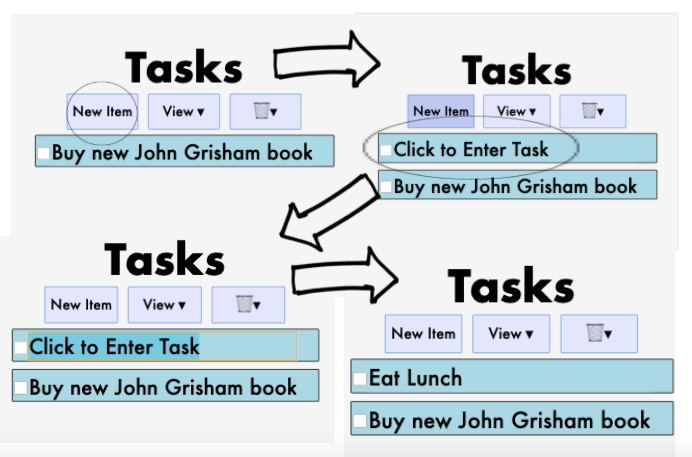 Tasks
New Item View ▾ ▾
Buy new John Grisham book
Tasks
New Item View ▾ ▾
Click to Enter Task
Buy new John Grisham book
Tasks
New Item View ▾ ▾
Click to Enter Task
Buy new John Grisham book
Tasks
New Item View ▾ ▾
Eat Lunch
Buy new John Grisham book